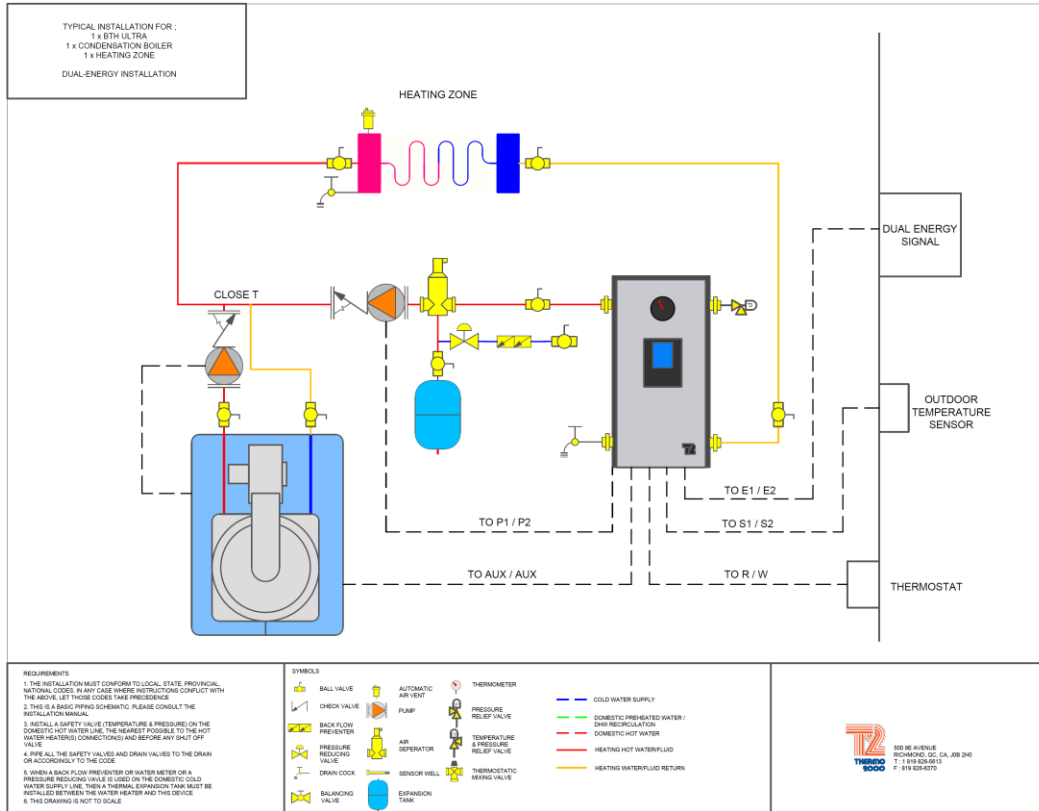 TYPICAL INSTALLATION FOR ;
1 x BTH ULTRA
1 x CONDENSATION BOILER
1 x HEATING ZONE
DUAL-ENERGY INSTALLATION
HEATING ZONE
DUAL ENERGY
SIGNAL
CLOSE T
OUTDOOR
TEMPERATURE
SENSOR
T2
TO E1 / E2
TO P1 / P2
TO S1 / S2
TO AUX / AUX
TO R / W
THERMOSTAT
REQUIREMENTS
1. THE INSTALLATION MUST CONFORM TO LOCAL, STATE, PROVINCIAL,
NATIONAL CODES. IN ANY CASE WHERE INSTRUCTIONS CONFLICT WITH
THE ABOVE, LET THOSE CODES TAKE PRECEDENCE
2. THIS IS A BASIC PIPING SCHEMATIC. PLEASE CONSULT THE
INSTALLATION MANUAL
3. INSTALL A SAFETY VALVE (TEMPERATURE & PRESSURE) ON THE
DOMESTIC HOT WATER LINE, THE NEAREST POSSIBLE TO THE HOT
WATER HEATER(S) CONNECTION(S) AND BEFORE ANY SHUT OFF
VALVE
4. PIPE ALL THE SAFETY VALVES AND DRAIN VALVES TO THE DRAIN
OR ACCORDINGLY TO THE CODE
5. WHEN A BACK FLOW PREVENTER OR WATER METER OR A
PRESSURE REDUCING VAVLE IS USED ON THE DOMESTIC COLD
WATER SUPPLY LINE, THEN A THERMAL EXPANSION TANK MUST BE
INSTALLED BETWEEN THE WATER HEATER AND THIS DEVICE
6. THIS DRAWING IS NOT TO SCALE
SYMBOLS
BALL VALVE
CHECK VALVE
BACK FLOW
PREVENTER
PRESSURE
REDUCING
VALVE
DRAIN COCK
BALANCING
VALVE
AUTOMATIC
AIR VENT
PUMP
AIR
SEPERATOR
SENSOR WELL
EXPANSION
TANK
THERMOMETER
PRESSURE
RELIEF VALVE
TEMPERATURE
& PRESSURE
RELIEF VALVE
THERMOSTATIC
MIXING VALVE
COLD WATER SUPPLY
DOMESTIC PREHEATED WATER /
DHW RECIRCULATION
DOMESTIC HOT WATER
HEATING HOT WATER/FLUID
HEATING WATER/FLUID RETURN
T2
THERMO
2000
500 9E AVENUE
RICHMOND, QC, CA, J0B 2H0
T : 1 819 826-5613
F : 819 826-6370